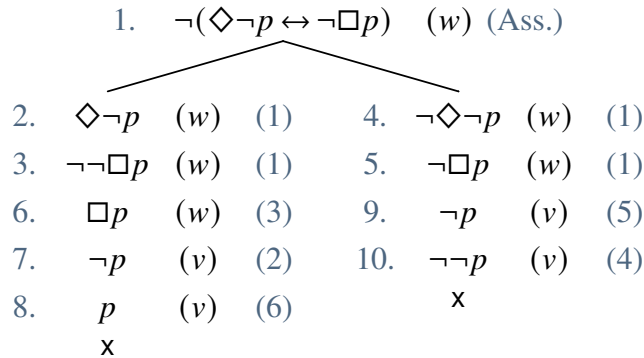 1. ¬(◇¬p ↔ ¬□p) (w) (Ass.)
2. ◇¬p (w) (1) 4. ¬◇¬p (w) (1)
3. ¬¬□p (w) (1) 5. ¬□p (w) (1)
6. □p (w) (3) 9. ¬p (v) (5)
7. ¬p (v) (2) 10. ¬¬p (v) (4)
8. p (v) (6) x
x